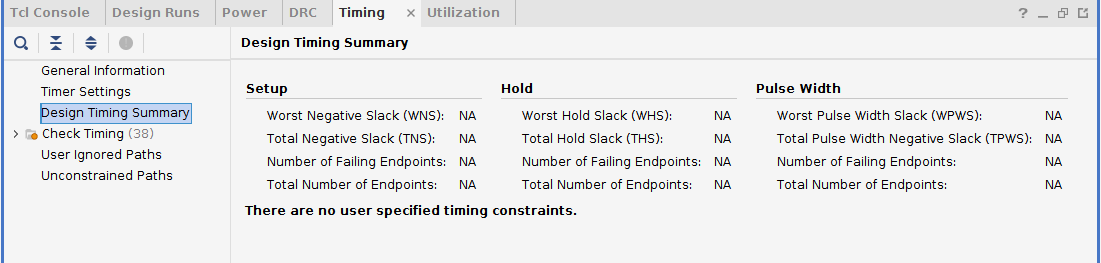 Tcl Console Design Runs Power DRC Timing × Utilization ?
Design Timing Summary
General Information
Timer Settings
Design Timing Summary
Check Timing (38)
User Ignored Paths
Unconstrained Paths
Setup Hold Pulse Width
Worst Negative Slack (WNS): NA Worst Hold Slack (WHS): NA Worst Pulse Width Slack (WPWS): NA
Total Negative Slack (TNS): NA Total Hold Slack (THS): NA Total Pulse Width Negative Slack (TPWS): NA
Number of Failing Endpoints: NA Number of Failing Endpoints: NA Number of Failing Endpoints: NA
Total Number of Endpoints: NA Total Number of Endpoints: NA Total Number of Endpoints: NA
There are no user specified timing constraints.